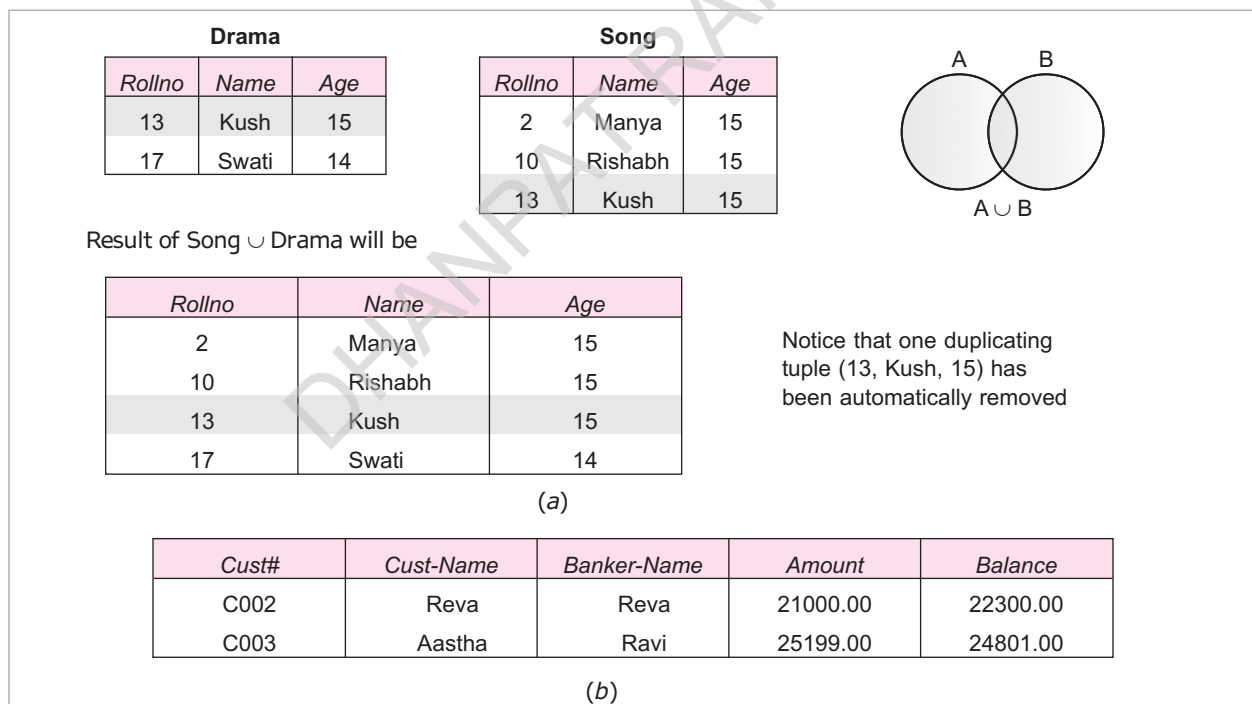 Drama
Rollno Name Age
13 Kush 15
17 Swati 14
Song
Rollno Name Age
2 Manya 15
10 Rishabh 15
13 Kush 15
A B
A ∪ B
Result of Song ∪ Drama will be
Rollno Name Age
2 Manya 15
10 Rishabh 15
13 Kush 15
17 Swati 14
Notice that one duplicating
tuple (13, Kush, 15) has
been automatically removed
(a)
Cust# Cust-Name Banker-Name Amount Balance
C002 Reva Reva 21000.00 22300.00
C003 Aastha Ravi 25199.00 24801.00
(b)
DHANPAT